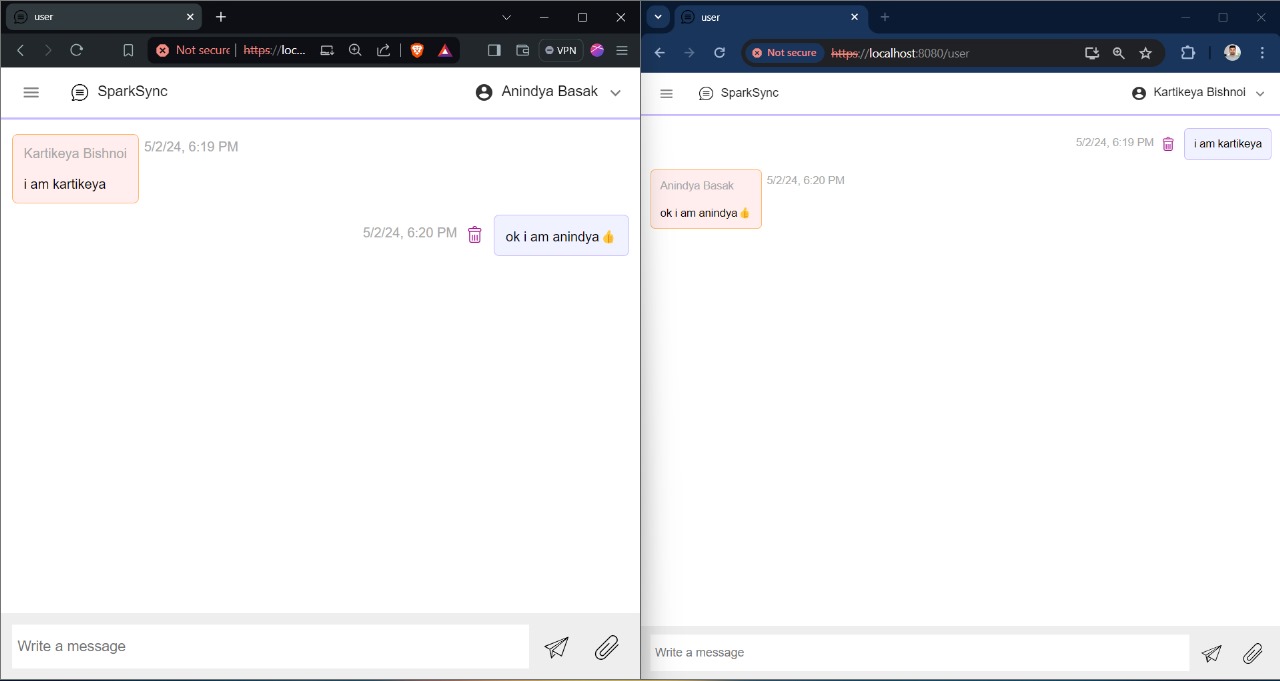 user
Not secure https://loc... VPN
SparkSync
Anindya Basak
Kartikeya Bishnoi
5/2/24, 6:19 PM
i am kartikeya
5/2/24, 6:20 PM
ok i am anindya👍
Write a message
user
Not secure https://localhost:8080/user
SparkSync
Kartikeya Bishnoi
5/2/24, 6:19 PM
i am kartikeya
Anindya Basak
5/2/24, 6:20 PM
ok i am anindya👍
Write a message